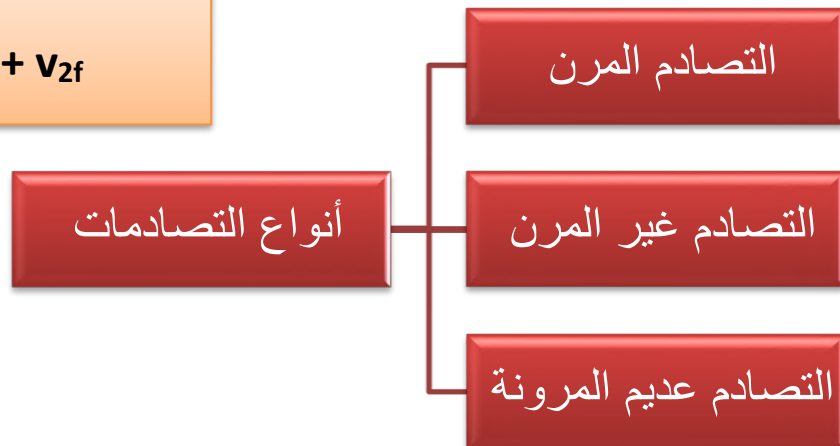 + v₂f
التصادم المرن
أنواع التصادمات
التصادم غير المرن
التصادم عديم المرونة